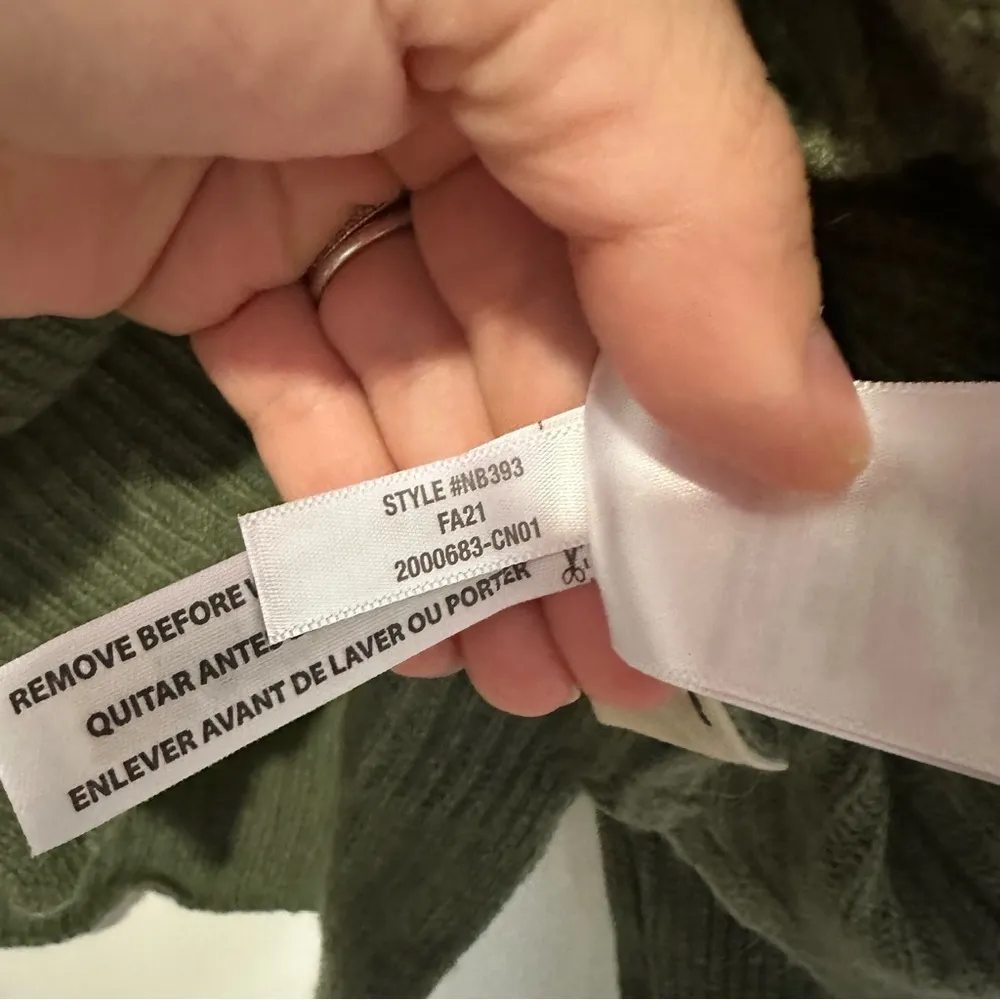 STYLE #NB393
FA21
2000683-CN01
REMOVE BEFORE
QUITAR ANTES
ENLEVER AVANT DE LAVER OU PORTER